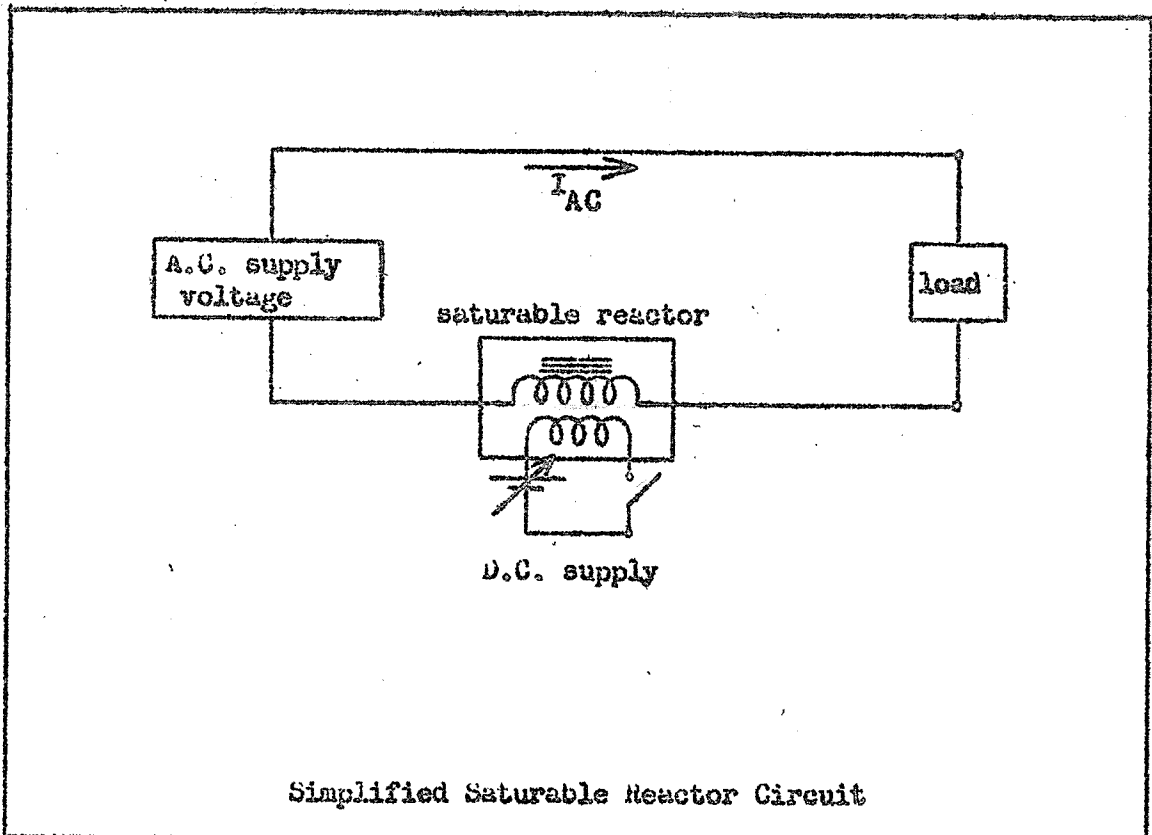 I_AC
A.C. supply
voltage
load
saturable reactor
D.C. supply
Simplified Saturable Reactor Circuit